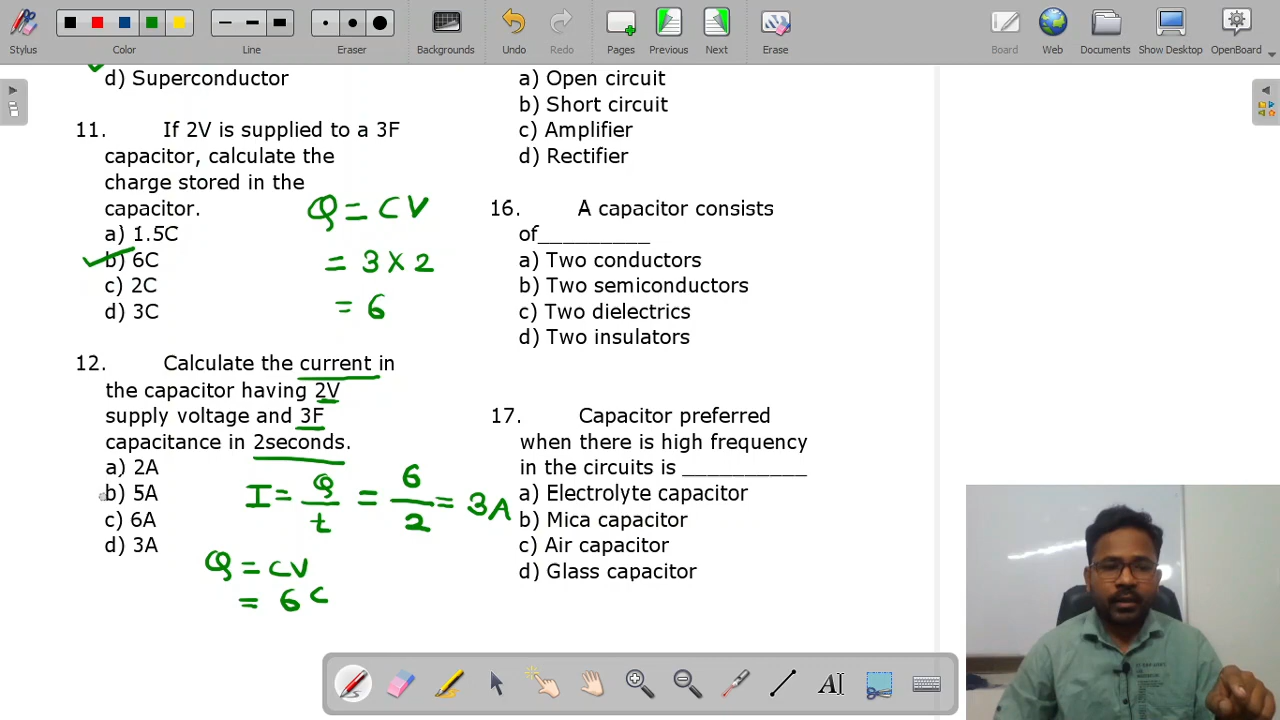 Stylus
Color
Line
Eraser
Backgrounds
Undo
Redo
Pages
Previous
Next
Erase
Board
Web
Documents
Show Desktop
OpenBoard
d) Superconductor
11. If 2V is supplied to a 3F
capacitor, calculate the
charge stored in the
capacitor.
a) 1.5C
b) 6C
c) 2C
d) 3C
Q = CV
= 3 × 2
= 6
12. Calculate the current in
the capacitor having 2V
supply voltage and 3F
capacitance in 2seconds.
a) 2A
b) 5A
c) 6A
d) 3A
I = Q/t = 6/2 = 3A
Q = CV
= 6 C
a) Open circuit
b) Short circuit
c) Amplifier
d) Rectifier
16. A capacitor consists
of_________
a) Two conductors
b) Two semiconductors
c) Two dielectrics
d) Two insulators
17. Capacitor preferred
when there is high frequency
in the circuits is __________
a) Electrolyte capacitor
b) Mica capacitor
c) Air capacitor
d) Glass capacitor